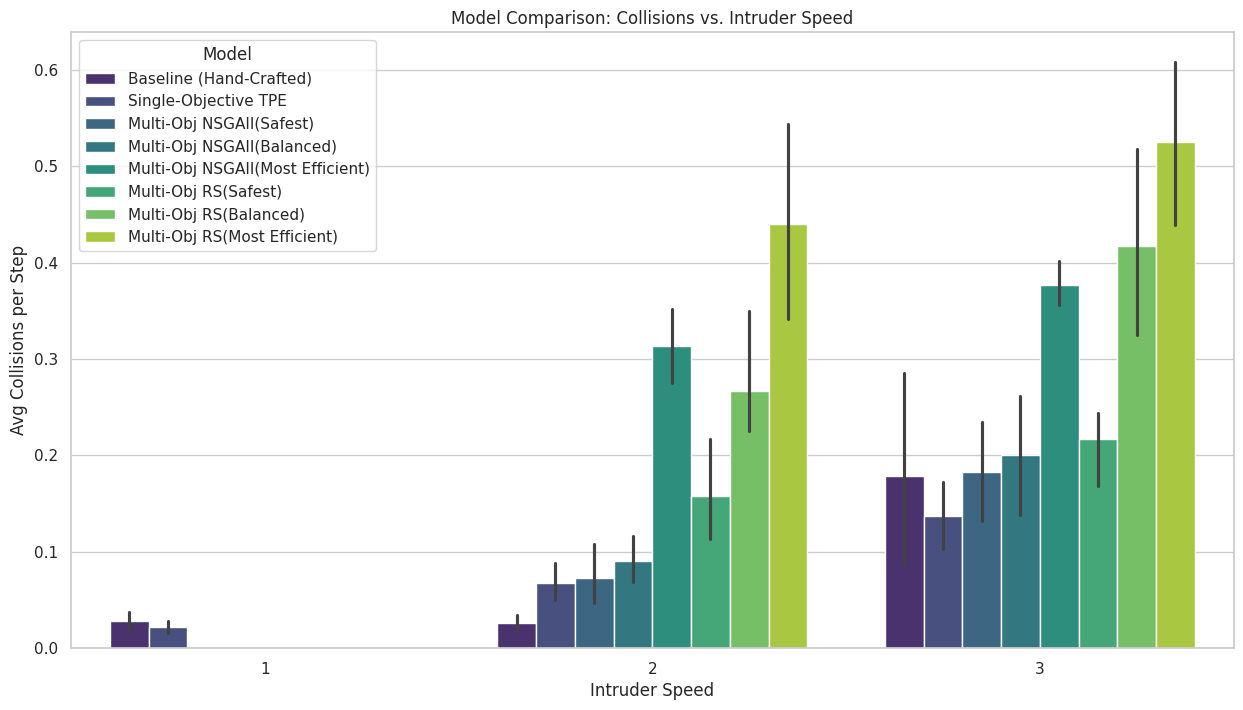 Model Comparison: Collisions vs. Intruder Speed
Model
Baseline (Hand-Crafted)
Single-Objective TPE
Multi-Obj NSGAII(Safest)
Multi-Obj NSGAII(Balanced)
Multi-Obj NSGAII(Most Efficient)
Multi-Obj RS(Safest)
Multi-Obj RS(Balanced)
Multi-Obj RS(Most Efficient)
Avg Collisions per Step
0.6
0.5
0.4
0.3
0.2
0.1
0.0
1
2
3
Intruder Speed